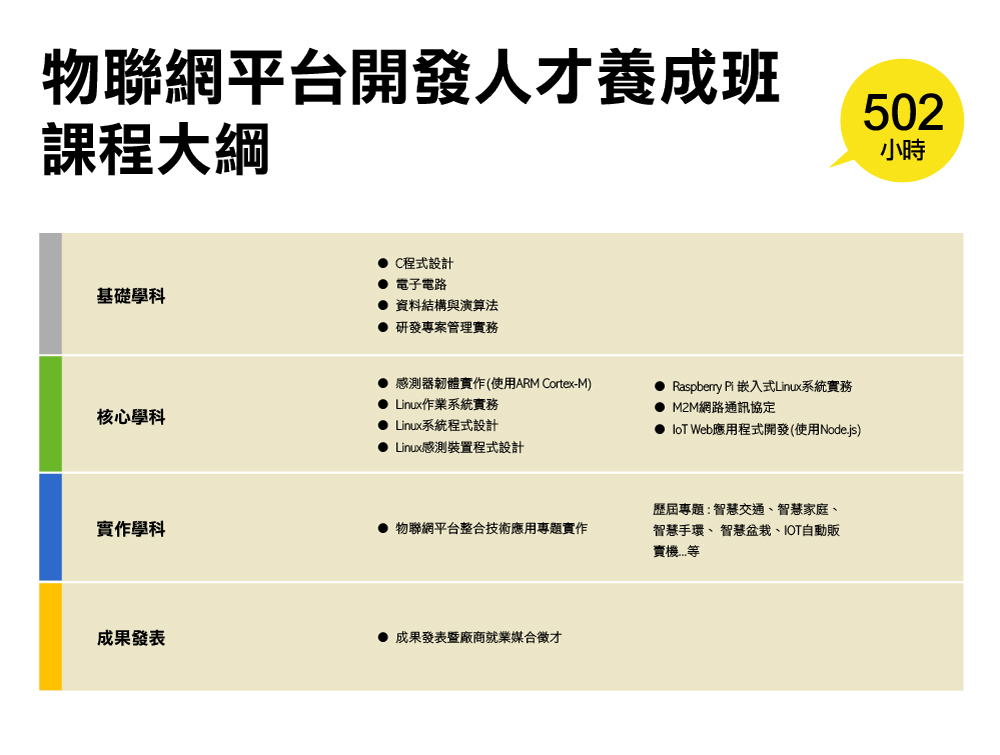 物聯網平台開發人才養成班
課程大綱
502
小時
基礎學科
● C程式設計
● 電子電路
● 資料結構與演算法
● 研發專案管理實務
核心學科
● 感測器韌體實作(使用ARM Cortex-M)
● Linux作業系統實務
● Linux系統程式設計
● Linux感測裝置程式設計
● Raspberry Pi 嵌入式Linux系統實務
● M2M網路通訊協定
● IoT Web應用程式開發(使用Node.js)
實作學科
● 物聯網平台整合技術應用專題實作
歷屆專題 : 智慧交通、智慧家庭、
智慧手環、 智慧盆栽、IOT自動販
賣機...等
成果發表
● 成果發表暨廠商就業媒合徵才